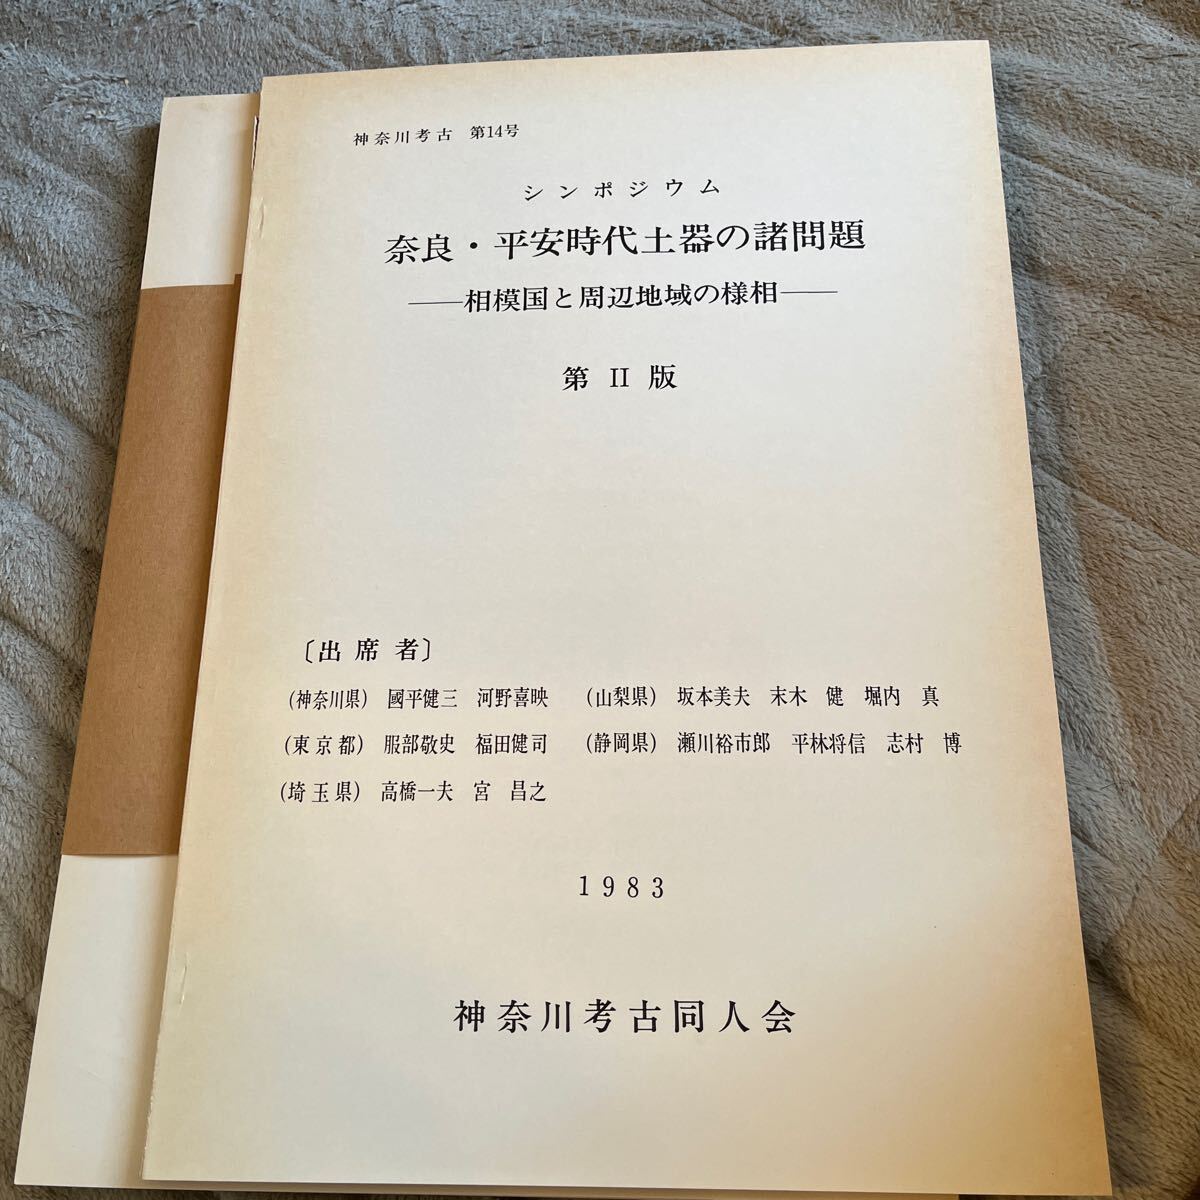 神奈川考古 第14号
シンポジウム
奈良・平安時代土器の諸問題
――相模国と周辺地域の様相――
第 II 版
〔出席者〕
(神奈川県) 國平健三 河野喜映 (山梨県) 坂本美夫 末木 健 堀内 真
(東京都) 服部敬史 福田健司 (静岡県) 瀬川裕市郎 平林将信 志村 博
(埼玉県) 高橋一夫 宮 昌之
1983
神奈川考古同人会